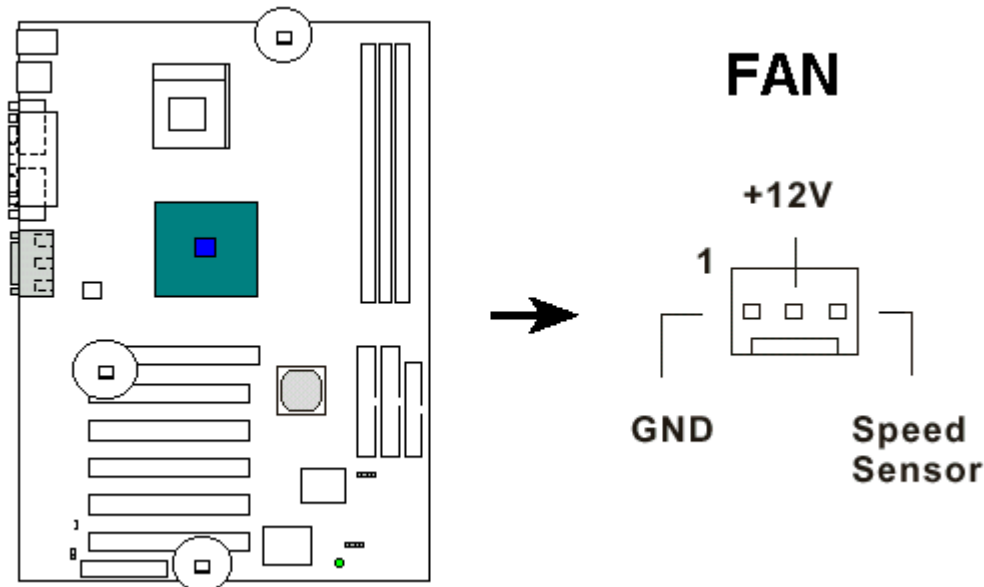 FAN
+12V
1
GND
Speed
Sensor